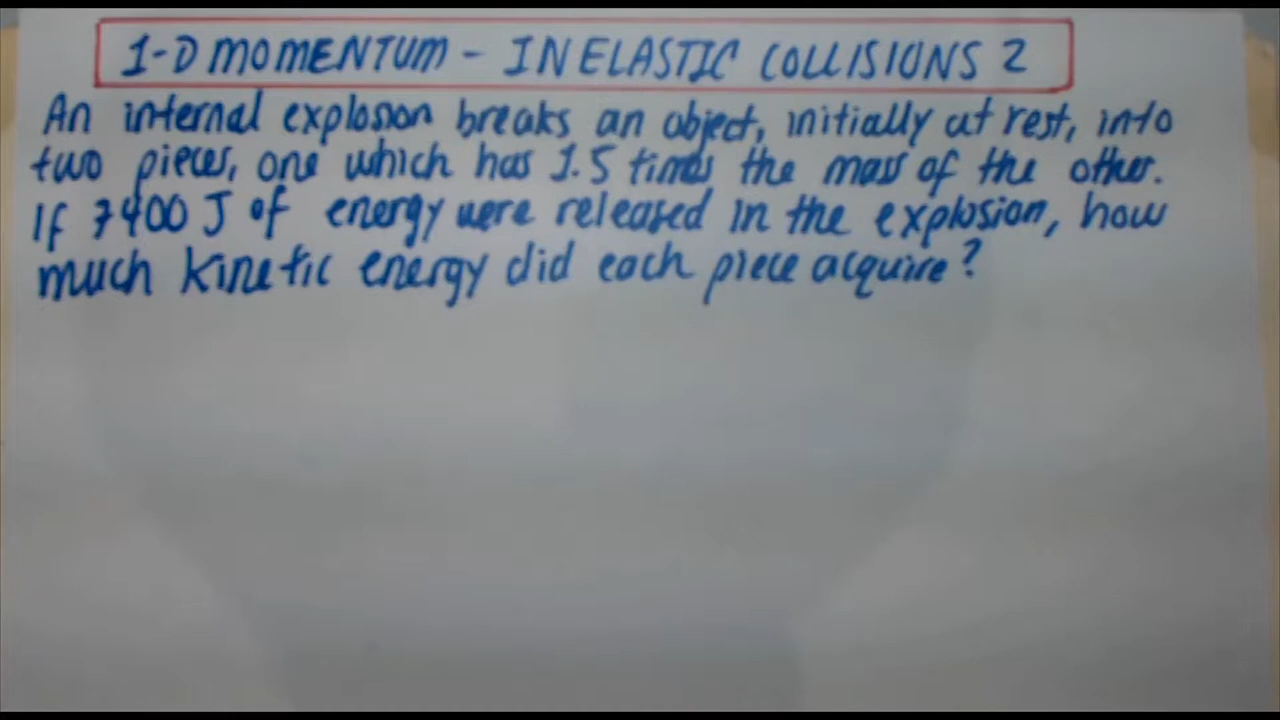 1-D MOMENTUM - INELASTIC COLLISIONS 2
An internal explosion breaks an object, initially at rest, into
two pieces, one which has 1.5 times the mass of the other.
If 7400 J of energy were released in the explosion, how
much kinetic energy did each piece acquire?